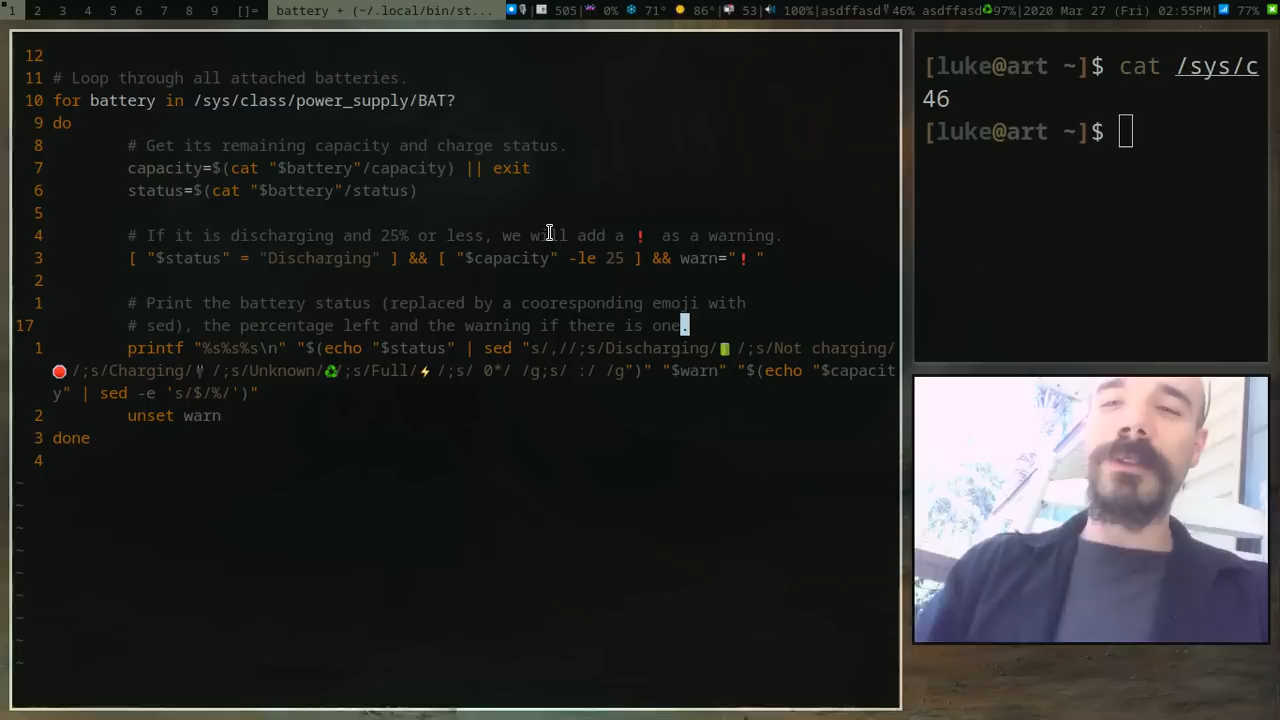 1 2 3 4 5 6 7 8 9 []= battery + (~/.local/bin/st... 505| 0% 71° 86°| 53| 100%|asdffasd 46% asdffasd 97%|2020 Mar 27 (Fri) 02:55PM| 77%
12
11 # Loop through all attached batteries.
10 for battery in /sys/class/power_supply/BAT?
9 do
8 # Get its remaining capacity and charge status.
7 capacity=$(cat "$battery"/capacity) || exit
6 status=$(cat "$battery"/status)
5
4 # If it is discharging and 25% or less, we will add a ❗ as a warning.
3 [ "$status" = "Discharging" ] && [ "$capacity" -le 25 ] && warn="❗"
2
1 # Print the battery status (replaced by a cooresponding emoji with
17 # sed), the percentage left and the warning if there is one.
1 printf "%s%s%s\n" "$(echo "$status" | sed "s/,//;s/Discharging/🔋 /;s/Not charging/
🛑 /;s/Charging/🔌 /;s/Unknown/♻️/;s/Full/⚡ /;s/ 0*/ /g;s/ :/ /g")" "$warn" "$(echo "$capacit
y" | sed -e 's/$/%/')"
2 unset warn
3 done
4
~
~
~
~
~
~
~
~
~
[luke@art ~]$ cat /sys/c
46
[luke@art ~]$